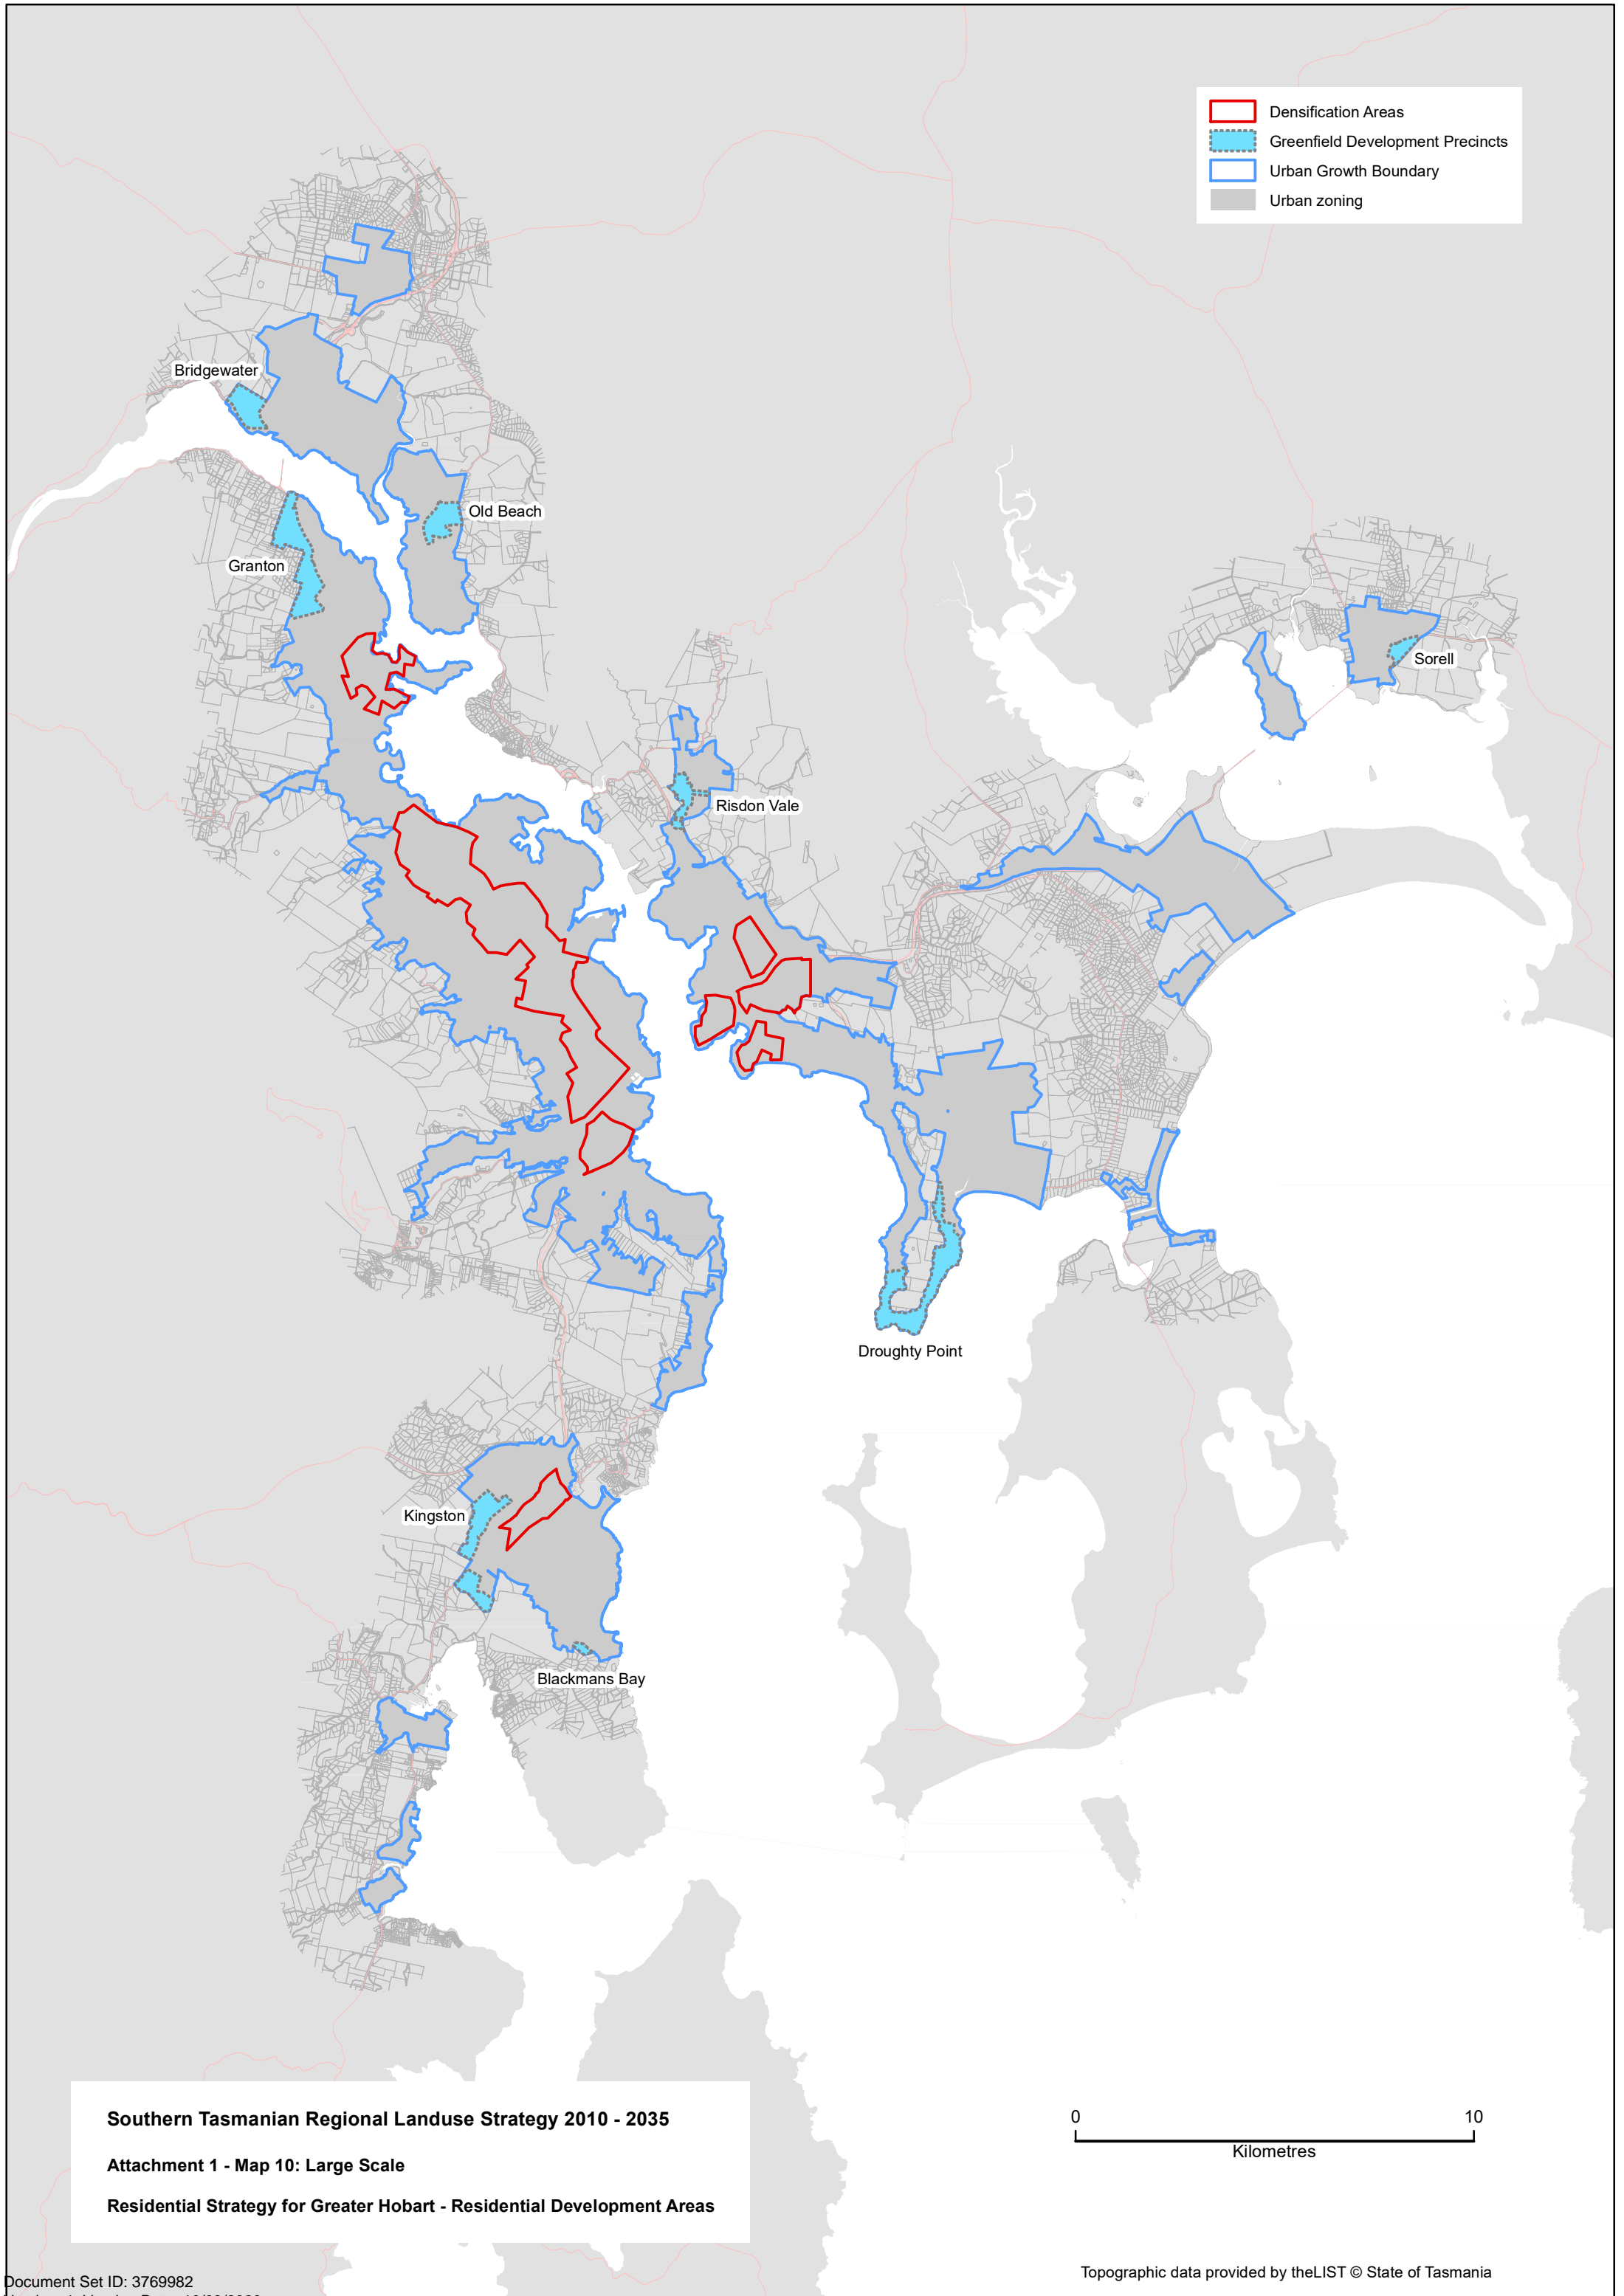 Densification Areas
Greenfield Development Precincts
Urban Growth Boundary
Urban zoning
Bridgewater
Old Beach
Granton
Sorell
Risdon Vale
Droughty Point
Kingston
Blackmans Bay
Southern Tasmanian Regional Landuse Strategy 2010 - 2035
Attachment 1 - Map 10: Large Scale
Residential Strategy for Greater Hobart - Residential Development Areas
0 10
Kilometres
Topographic data provided by theLIST © State of Tasmania
Document Set ID: 3769982